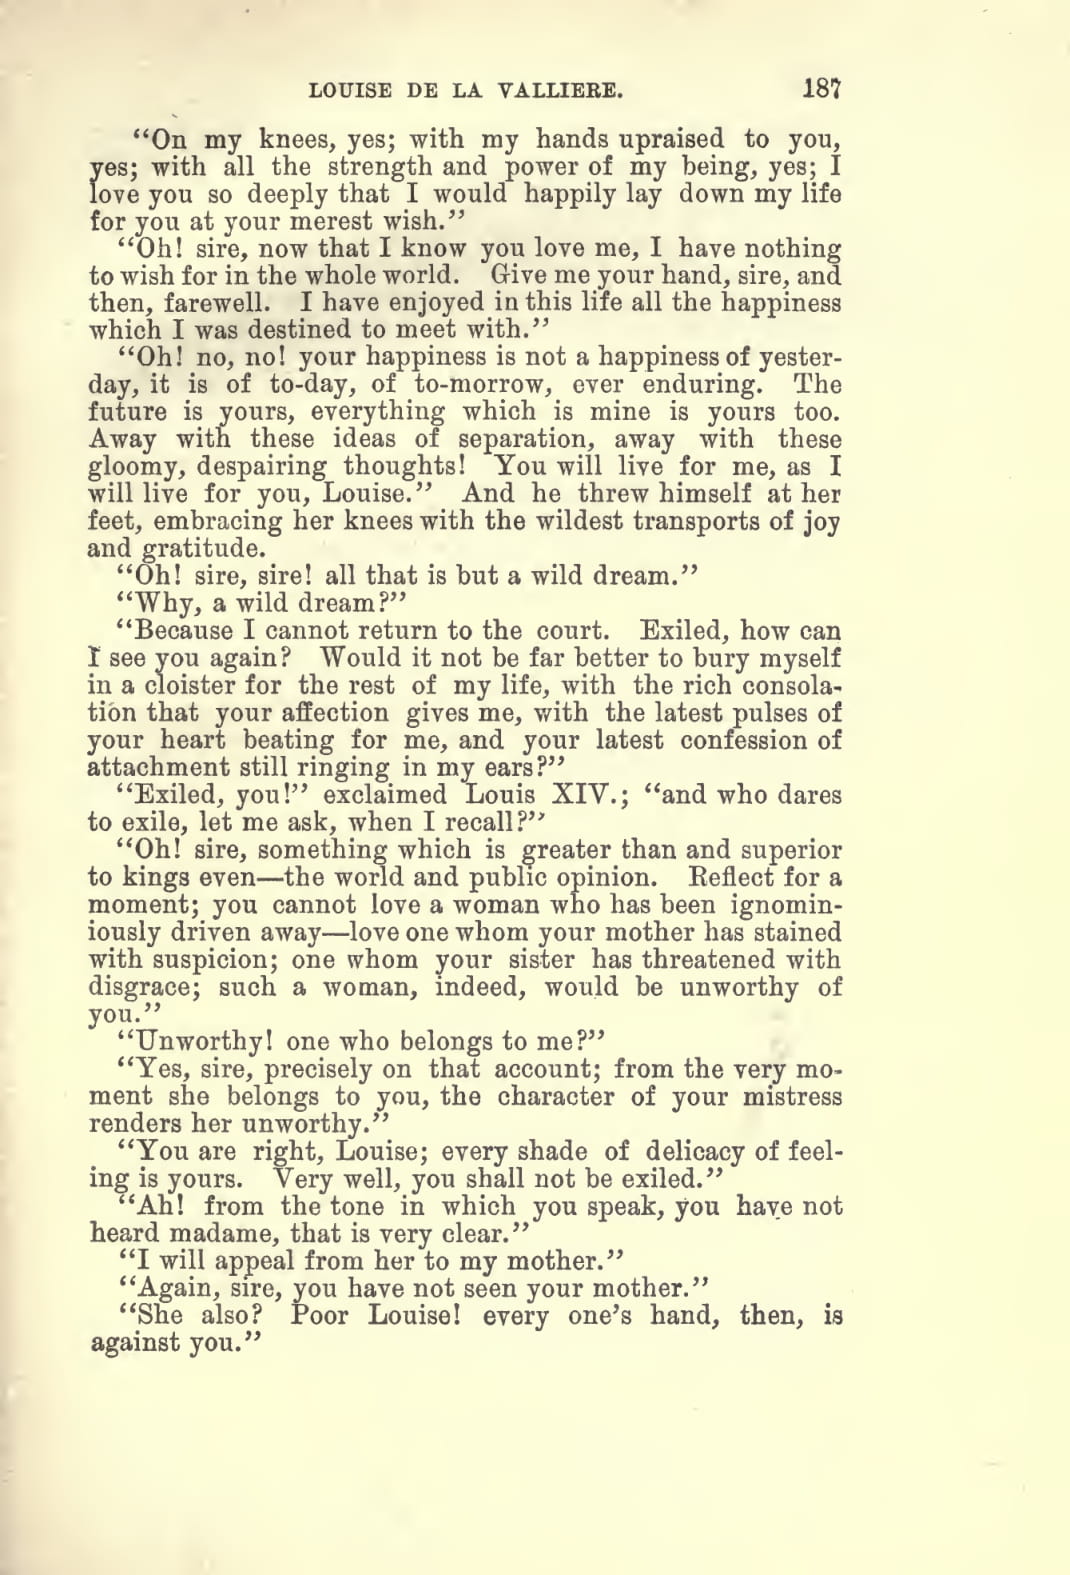 LOUISE DE LA VALLIERE. 187
“On my knees, yes; with my hands upraised to you,
yes; with all the strength and power of my being, yes; I
love you so deeply that I would happily lay down my life
for you at your merest wish.”
“Oh! sire, now that I know you love me, I have nothing
to wish for in the whole world. Give me your hand, sire, and
then, farewell. I have enjoyed in this life all the happiness
which I was destined to meet with.”
“Oh! no, no! your happiness is not a happiness of yester-
day, it is of to-day, of to-morrow, ever enduring. The
future is yours, everything which is mine is yours too.
Away with these ideas of separation, away with these
gloomy, despairing thoughts! You will live for me, as I
will live for you, Louise.” And he threw himself at her
feet, embracing her knees with the wildest transports of joy
and gratitude.
“Oh! sire, sire! all that is but a wild dream.”
“Why, a wild dream?”
“Because I cannot return to the court. Exiled, how can
I see you again? Would it not be far better to bury myself
in a cloister for the rest of my life, with the rich consola-
tion that your affection gives me, with the latest pulses of
your heart beating for me, and your latest confession of
attachment still ringing in my ears?”
“Exiled, you!” exclaimed Louis XIV.; “and who dares
to exile, let me ask, when I recall?”
“Oh! sire, something which is greater than and superior
to kings even—the world and public opinion. Reflect for a
moment; you cannot love a woman who has been ignomin-
iously driven away—love one whom your mother has stained
with suspicion; one whom your sister has threatened with
disgrace; such a woman, indeed, would be unworthy of
you.”
“Unworthy! one who belongs to me?”
“Yes, sire, precisely on that account; from the very mo-
ment she belongs to you, the character of your mistress
renders her unworthy.”
“You are right, Louise; every shade of delicacy of feel-
ing is yours. Very well, you shall not be exiled.”
“Ah! from the tone in which you speak, you have not
heard madame, that is very clear.”
“I will appeal from her to my mother.”
“Again, sire, you have not seen your mother.”
“She also? Poor Louise! every one’s hand, then, is
against you.”